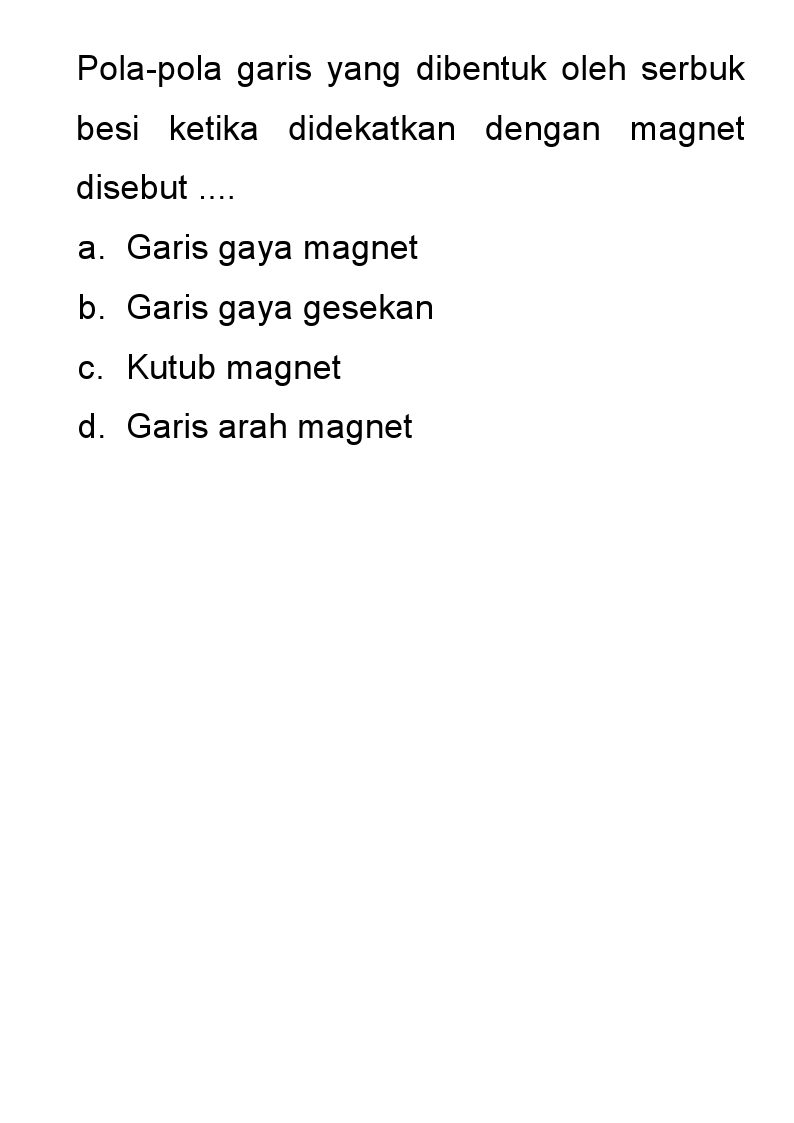 Pola-pola garis yang dibentuk oleh serbuk
besi ketika didekatkan dengan magnet
disebut ....
a. Garis gaya magnet
b. Garis gaya gesekan
c. Kutub magnet
d. Garis arah magnet